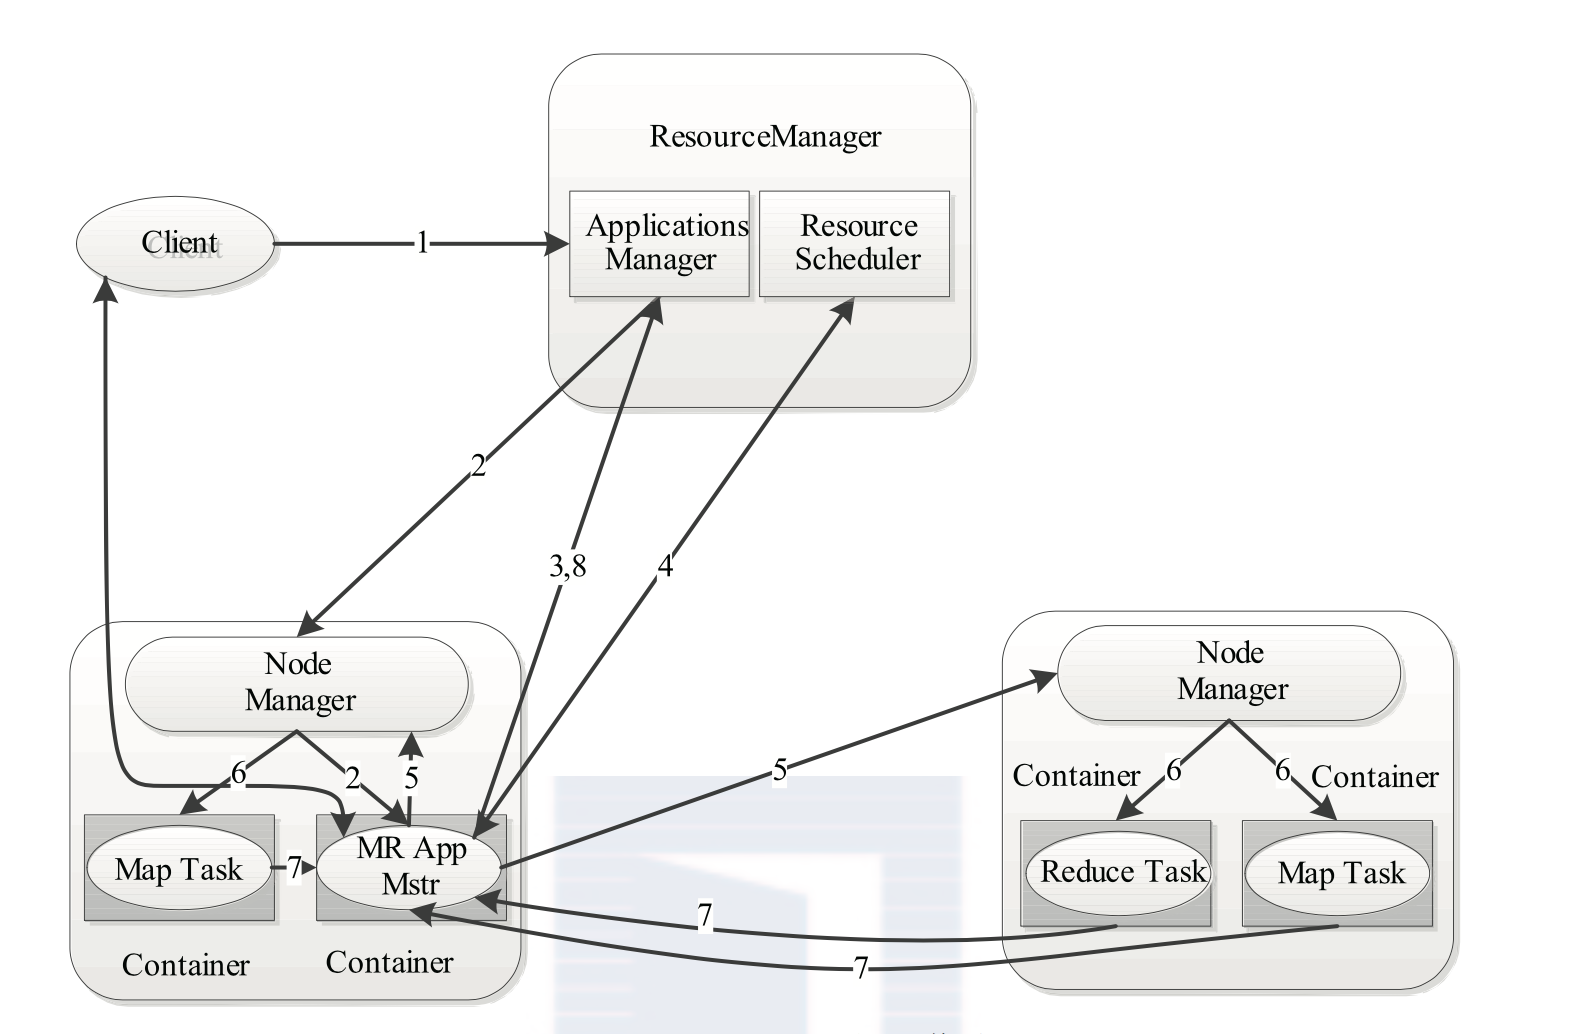 ResourceManager
Client
1
Applications
Manager
Resource
Scheduler
2
3,8
4
Node
Manager
6
2
5
Map Task
7
MR App
Mstr
Container
Container
5
7
7
Node
Manager
Container
6
6
Container
Reduce Task
Map Task